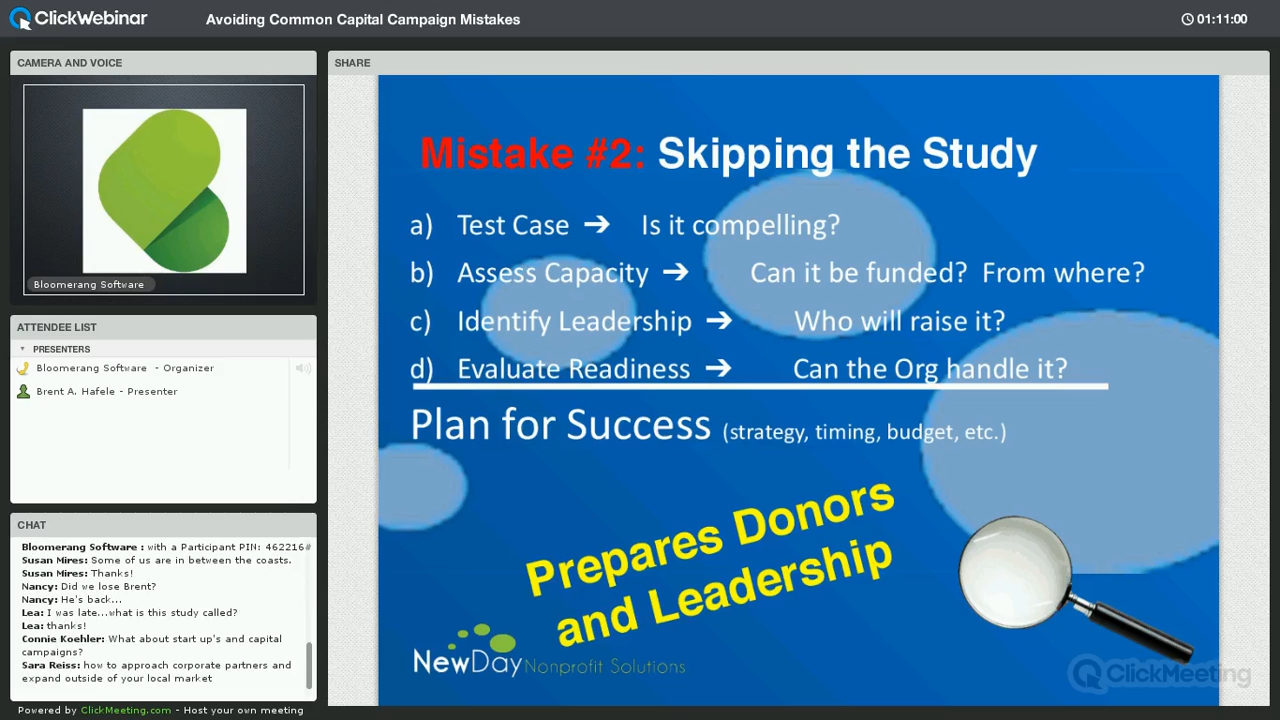 ClickWebinar
Avoiding Common Capital Campaign Mistakes
01:11:00
CAMERA AND VOICE
Bloomerang Software
ATTENDEE LIST
PRESENTERS
Bloomerang Software - Organizer
Brent A. Hafele - Presenter
CHAT
Bloomerang Software : with a Participant PIN: 462216#
Susan Mires: Some of us are in between the coasts.
Susan Mires: Thanks!
Nancy: Did we lose Brent?
Nancy: He's back...
Lea: I was late...what is this study called?
Lea: thanks!
Connie Koehler: What about start up's and capital
campaigns?
Sara Reiss: how to approach corporate partners and
expand outside of your local market
Powered by ClickMeeting.com - Host your own meeting
SHARE
Mistake #2: Skipping the Study
a) Test Case ➔ Is it compelling?
b) Assess Capacity ➔ Can it be funded? From where?
c) Identify Leadership ➔ Who will raise it?
d) Evaluate Readiness ➔ Can the Org handle it?
Plan for Success (strategy, timing, budget, etc.)
Prepares Donors
and Leadership
NewDay Nonprofit Solutions
ClickMeeting